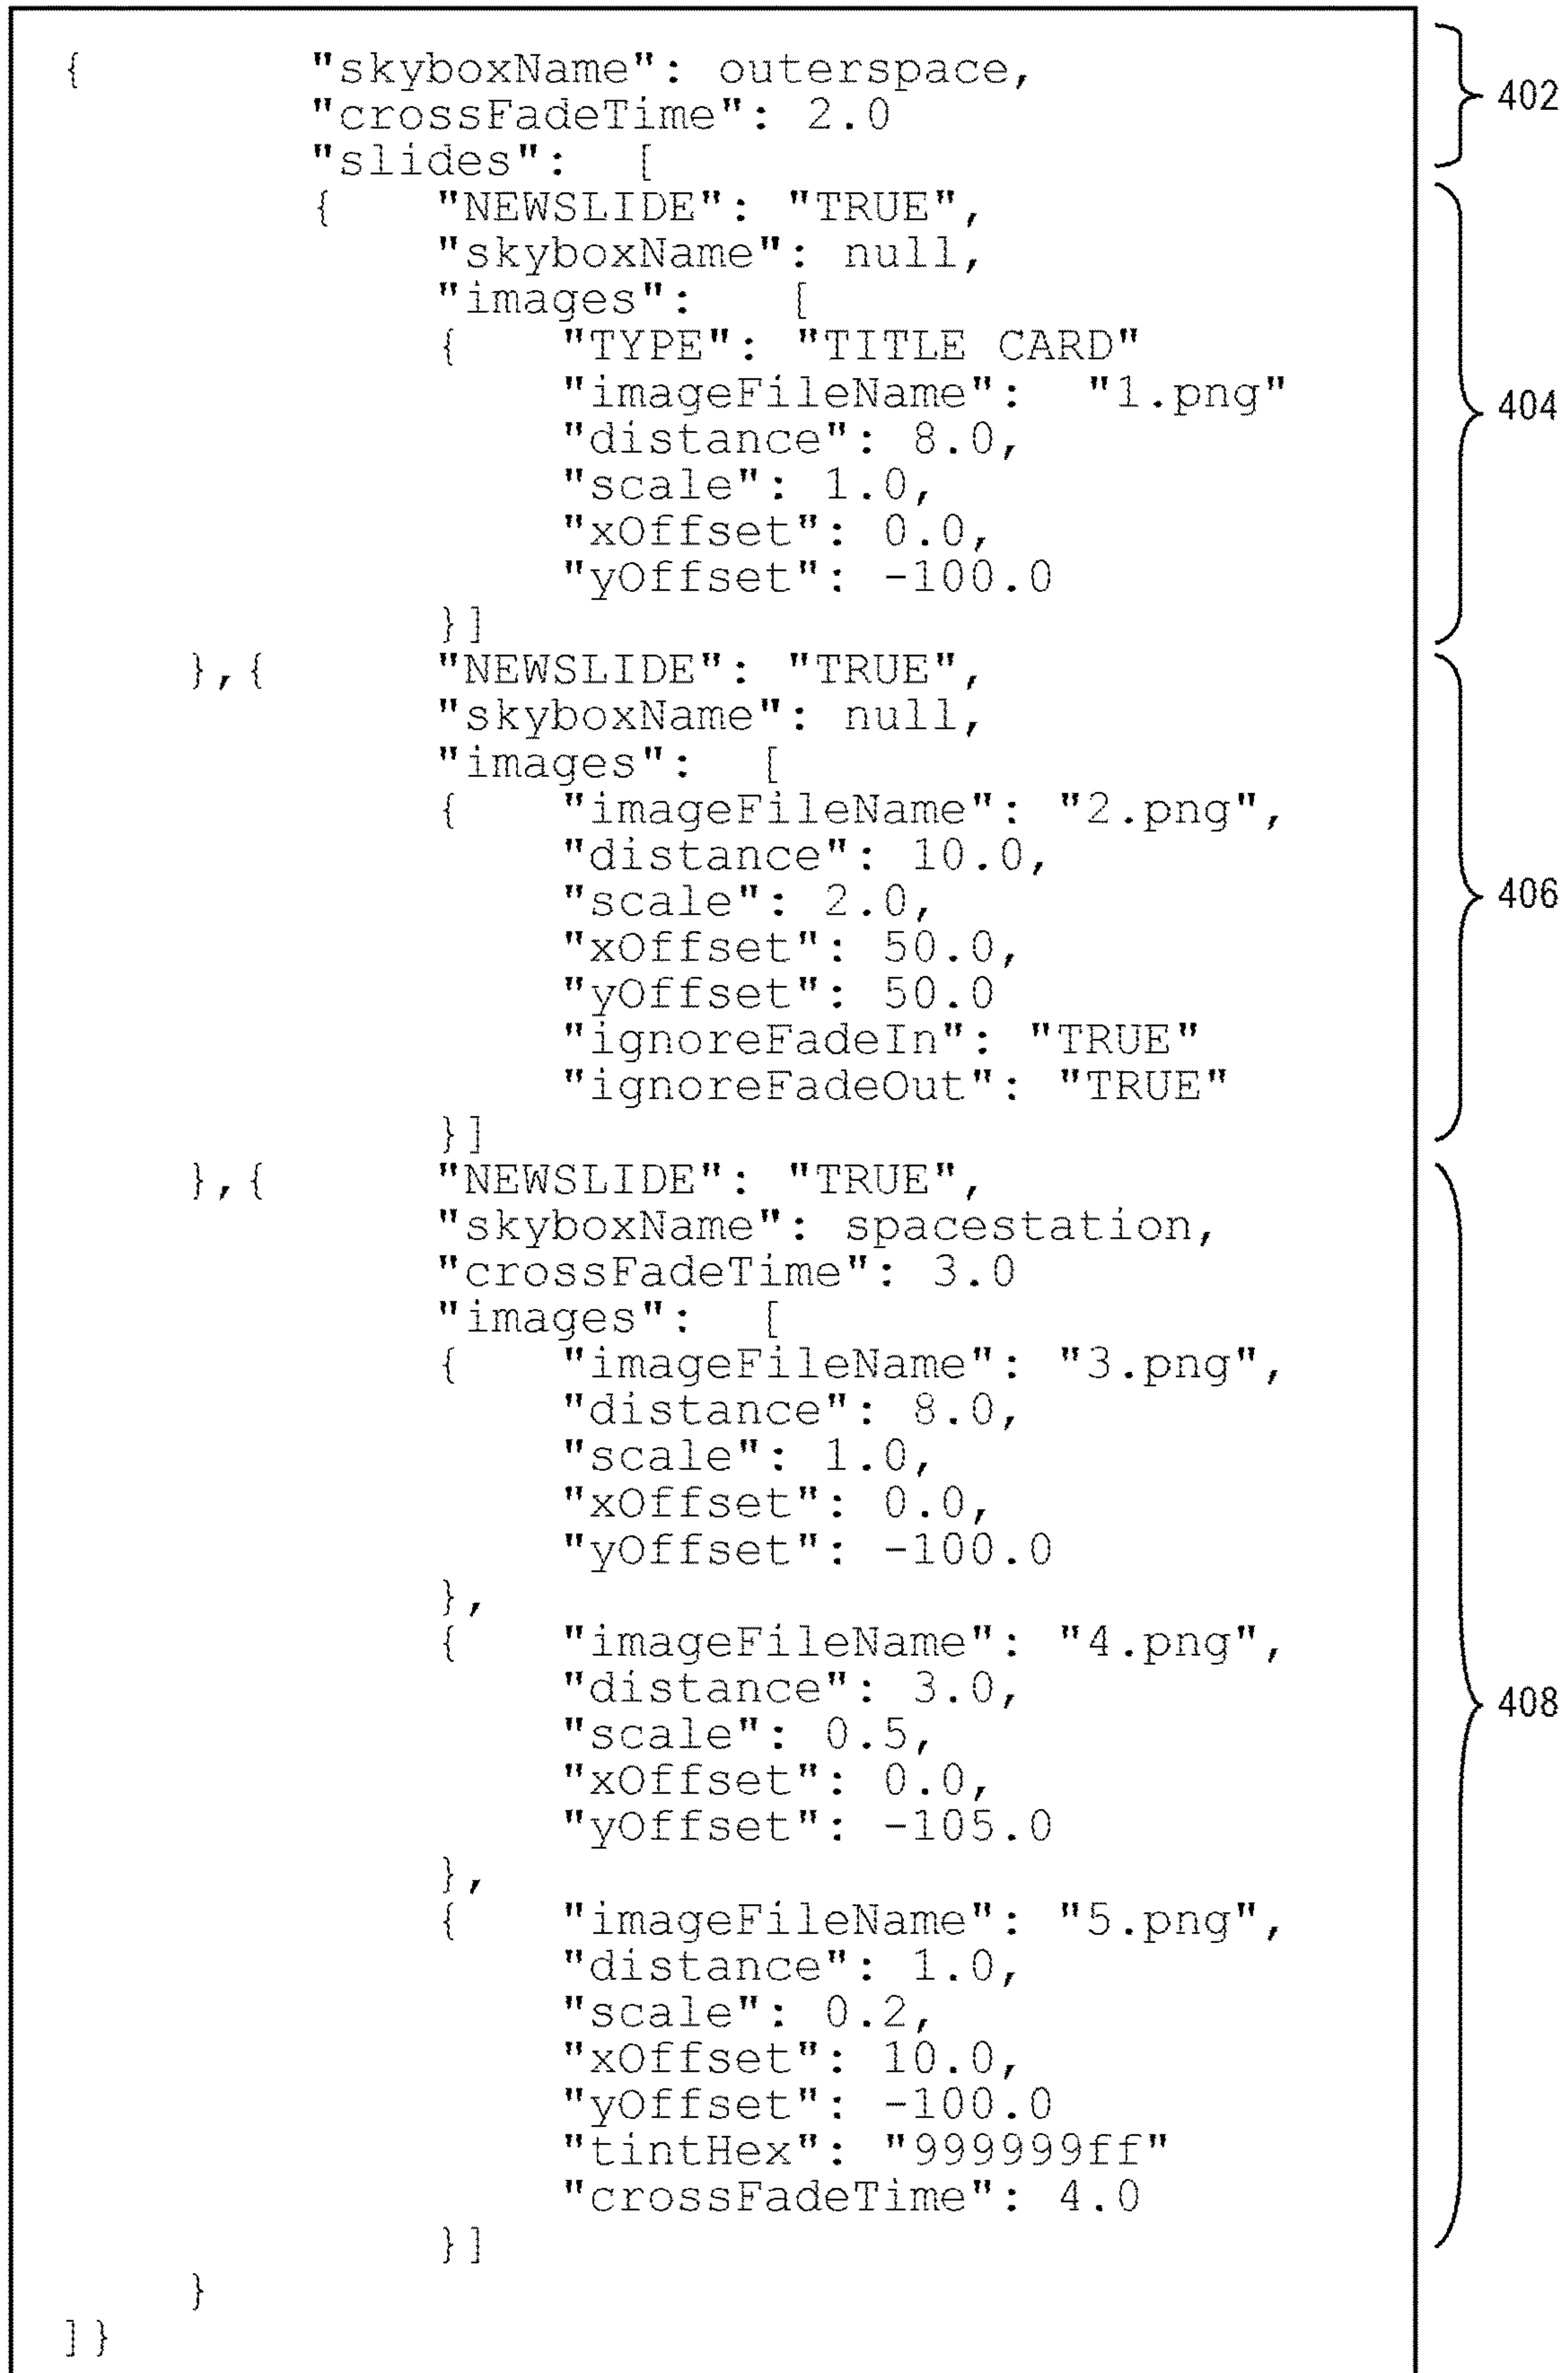 { "skyboxName": outerspace,
"crossFadeTime": 2.0
"slides": [
402
{ "NEWSLIDE": "TRUE",
"skyboxName": null,
"images": [
{ "TYPE": "TITLE CARD"
"imageFileName": "1.png"
"distance": 8.0,
"scale": 1.0,
"xOffset": 0.0,
"yOffset": -100.0
}]
404
},{ "NEWSLIDE": "TRUE",
"skyboxName": null,
"images": [
{ "imageFileName": "2.png",
"distance": 10.0,
"scale": 2.0,
"xOffset": 50.0,
"yOffset": 50.0
"ignoreFadeIn": "TRUE"
"ignoreFadeOut": "TRUE"
}]
406
},{ "NEWSLIDE": "TRUE",
"skyboxName": spacestation,
"crossFadeTime": 3.0
"images": [
{ "imageFileName": "3.png",
"distance": 8.0,
"scale": 1.0,
"xOffset": 0.0,
"yOffset": -100.0
},
{ "imageFileName": "4.png",
"distance": 3.0,
"scale": 0.5,
"xOffset": 0.0,
"yOffset": -105.0
},
{ "imageFileName": "5.png",
"distance": 1.0,
"scale": 0.2,
"xOffset": 10.0,
"yOffset": -100.0
"tintHex": "999999ff"
"crossFadeTime": 4.0
}]
408
}
]}